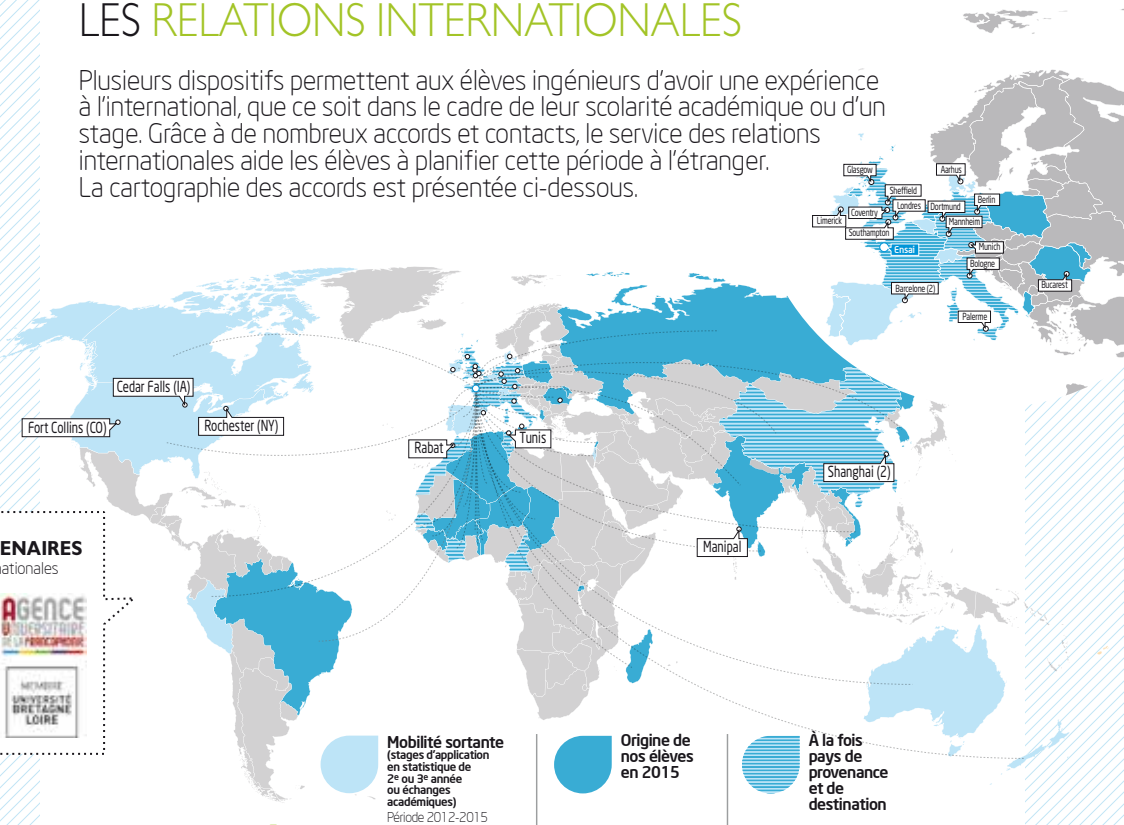 LES RELATIONS INTERNATIONALES
Plusieurs dispositifs permettent aux élèves ingénieurs d'avoir une expérience
à l'international, que ce soit dans le cadre de leur scolarité académique ou d'un
stage. Grâce à de nombreux accords et contacts, le service des relations
internationales aide les élèves à planifier cette période à l'étranger.
La cartographie des accords est présentée ci-dessous.
Glasgow
Aarhus
Sheffield
Berlin
Londres
Dortmund
Coventry
Limerick
Mannheim
Southampton
Munich
Ensai
Bologne
Bucarest
Barcelone (2)
Palerme
Cedar Falls (IA)
Fort Collins (CO)
Rochester (NY)
Rabat
Tunis
Shanghai (2)
Manipal
ENAIRES
nationales
AGENCE
UNIVERSITAIRE
DE LA FRANCOPHONIE
MEMBRE
UNIVERSITÉ
BRETAGNE
LOIRE
Mobilité sortante
(stages d'application
en statistique de
2e ou 3e année
ou échanges
académiques)
Période 2012-2015
Origine de
nos élèves
en 2015
À la fois
pays de
provenance
et de
destination